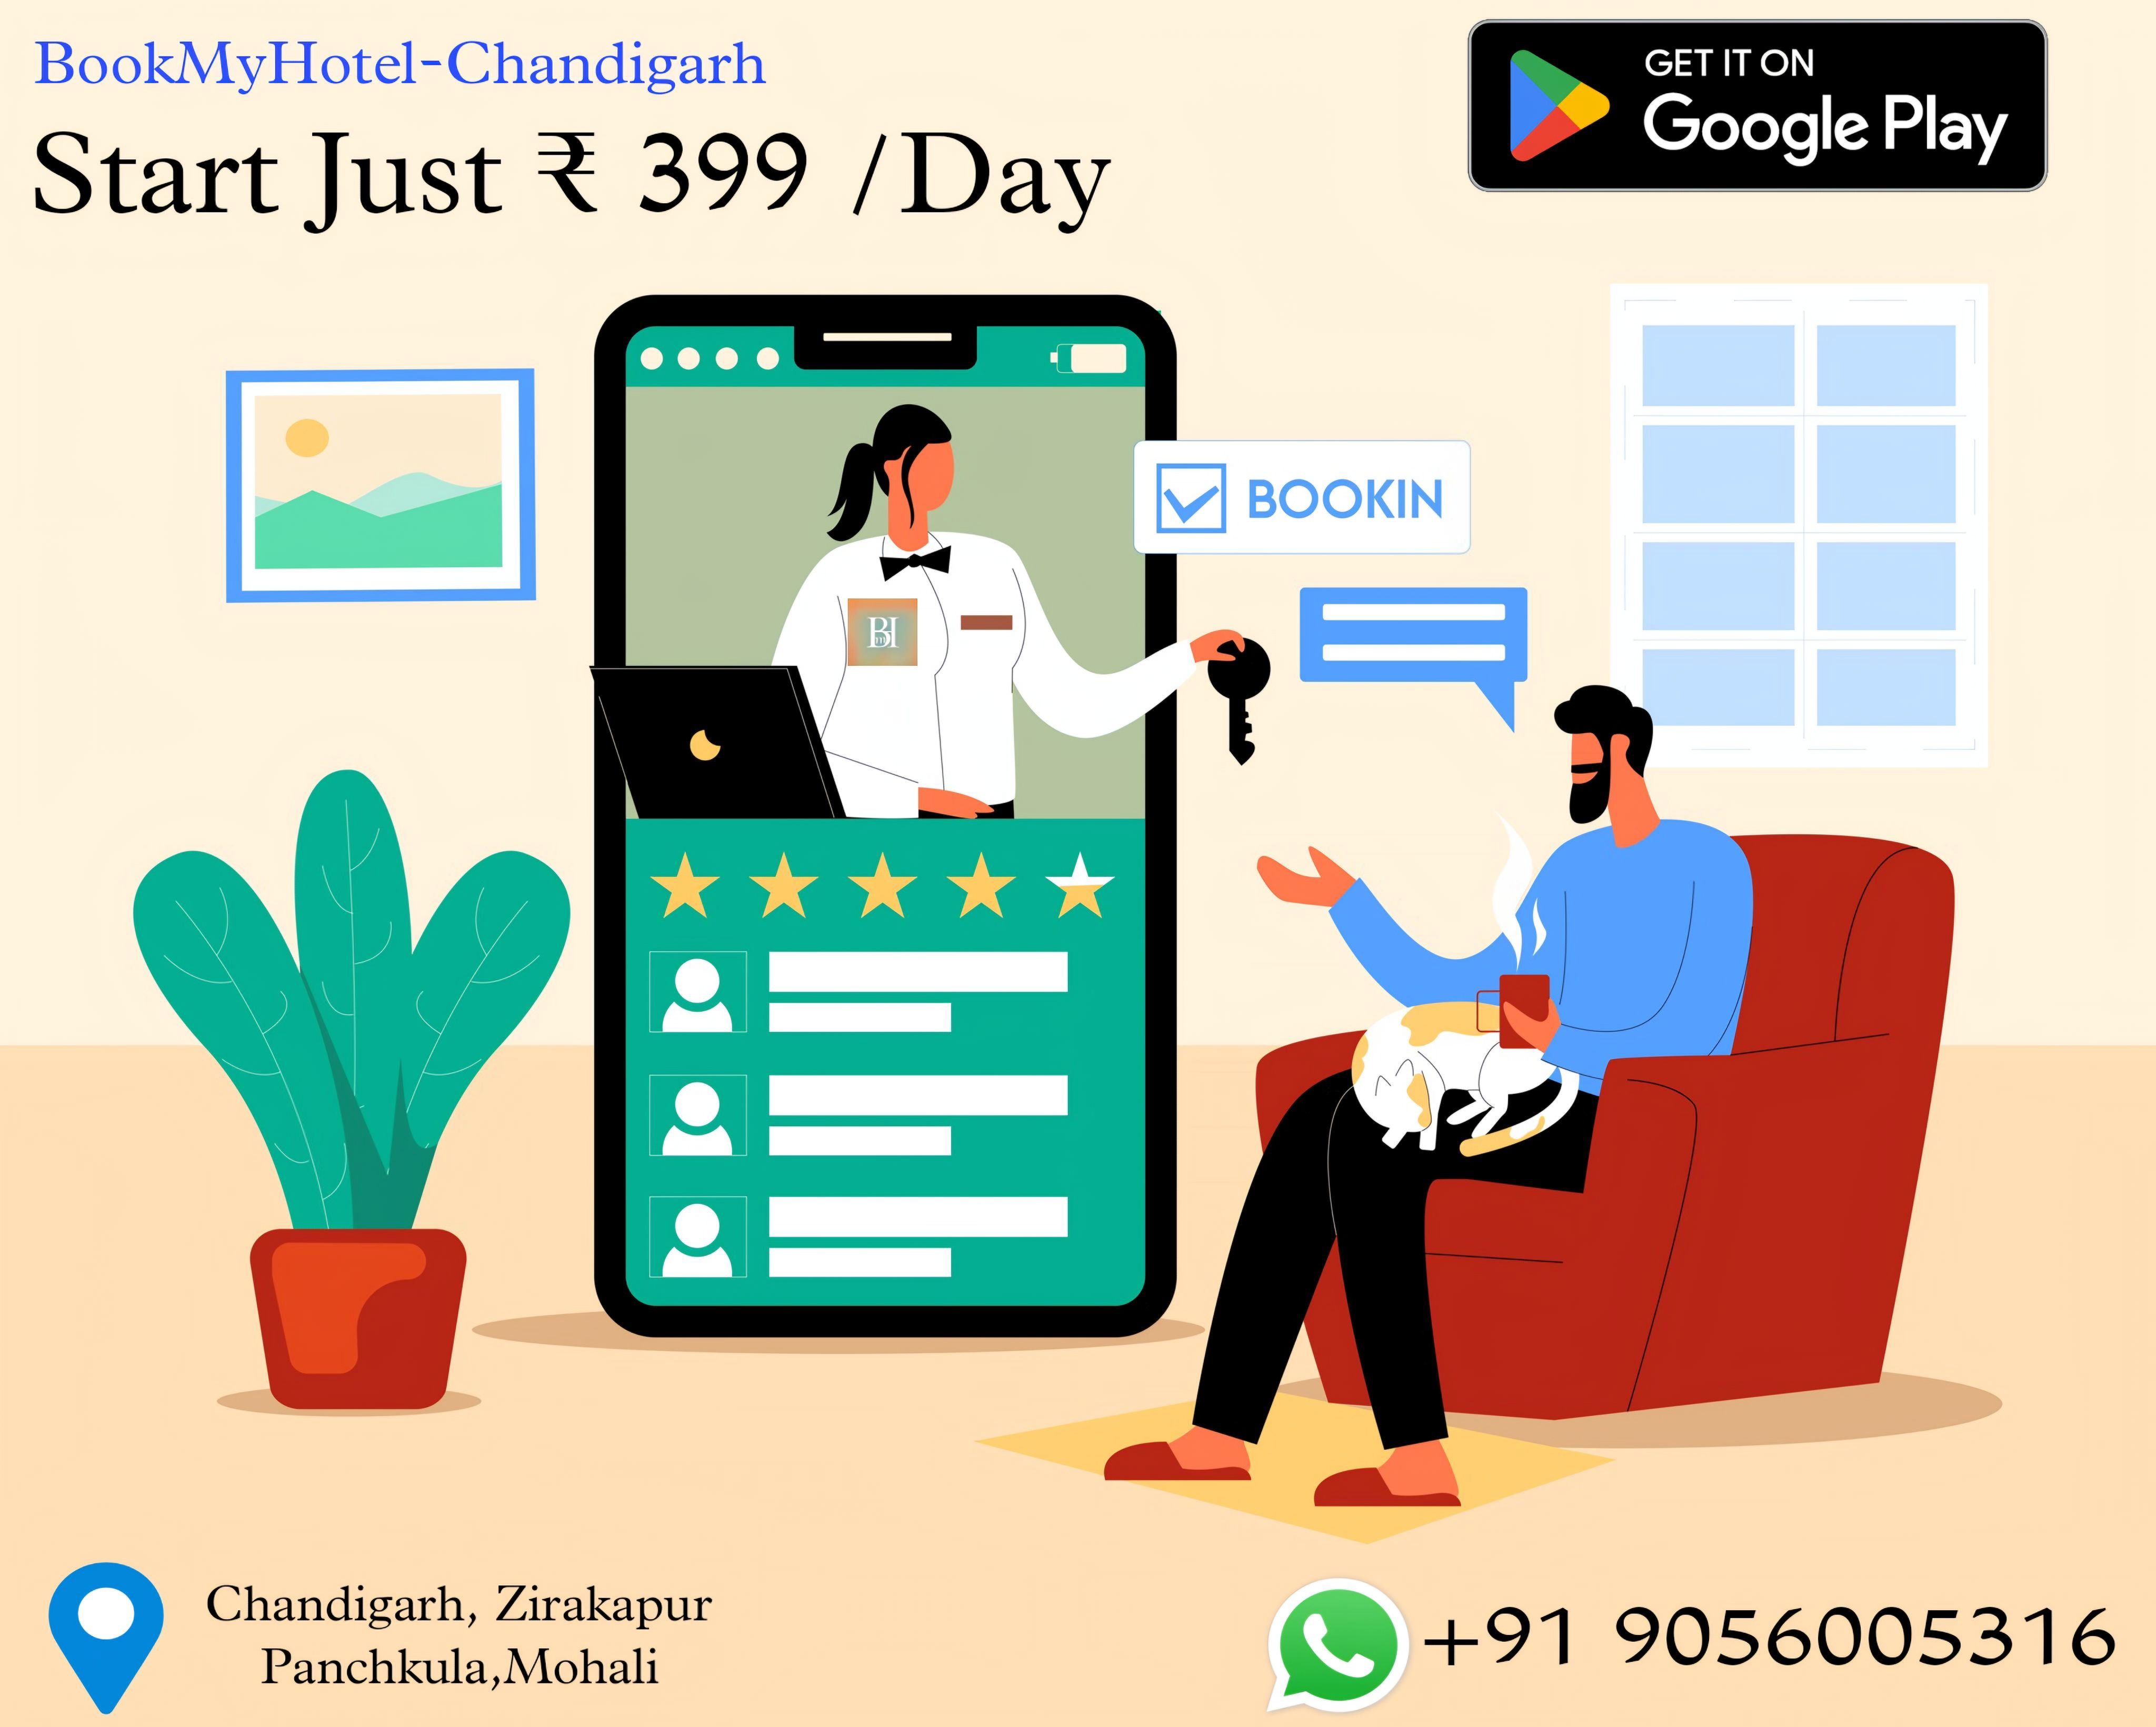 BookMyHotel-Chandigarh
Start Just ₹ 399 /Day
GET IT ON
Google Play
BOOKIN
Chandigarh, Zirakapur
Panchkula,Mohali
+91 9056005316